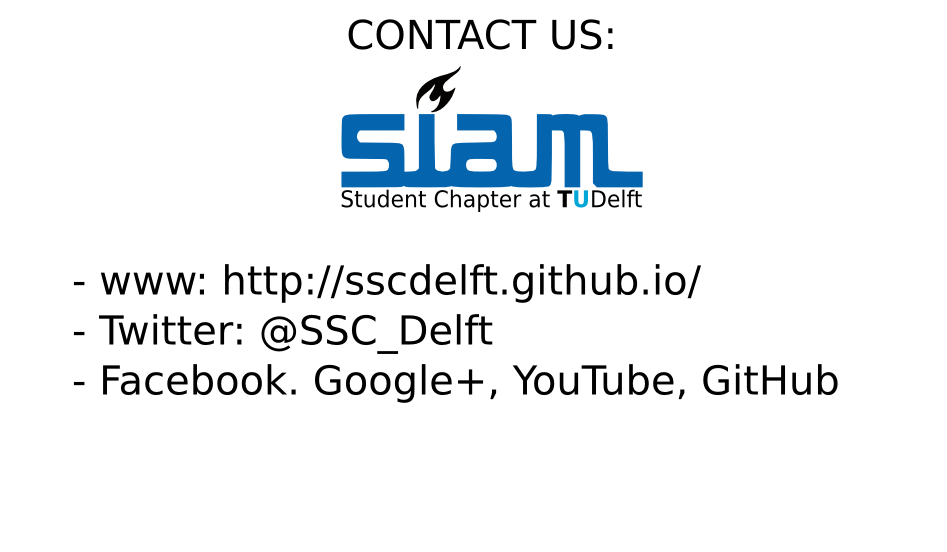 CONTACT US:
siam
Student Chapter at TUDelft
- www: http://sscdelft.github.io/
- Twitter: @SSC_Delft
- Facebook. Google+, YouTube, GitHub